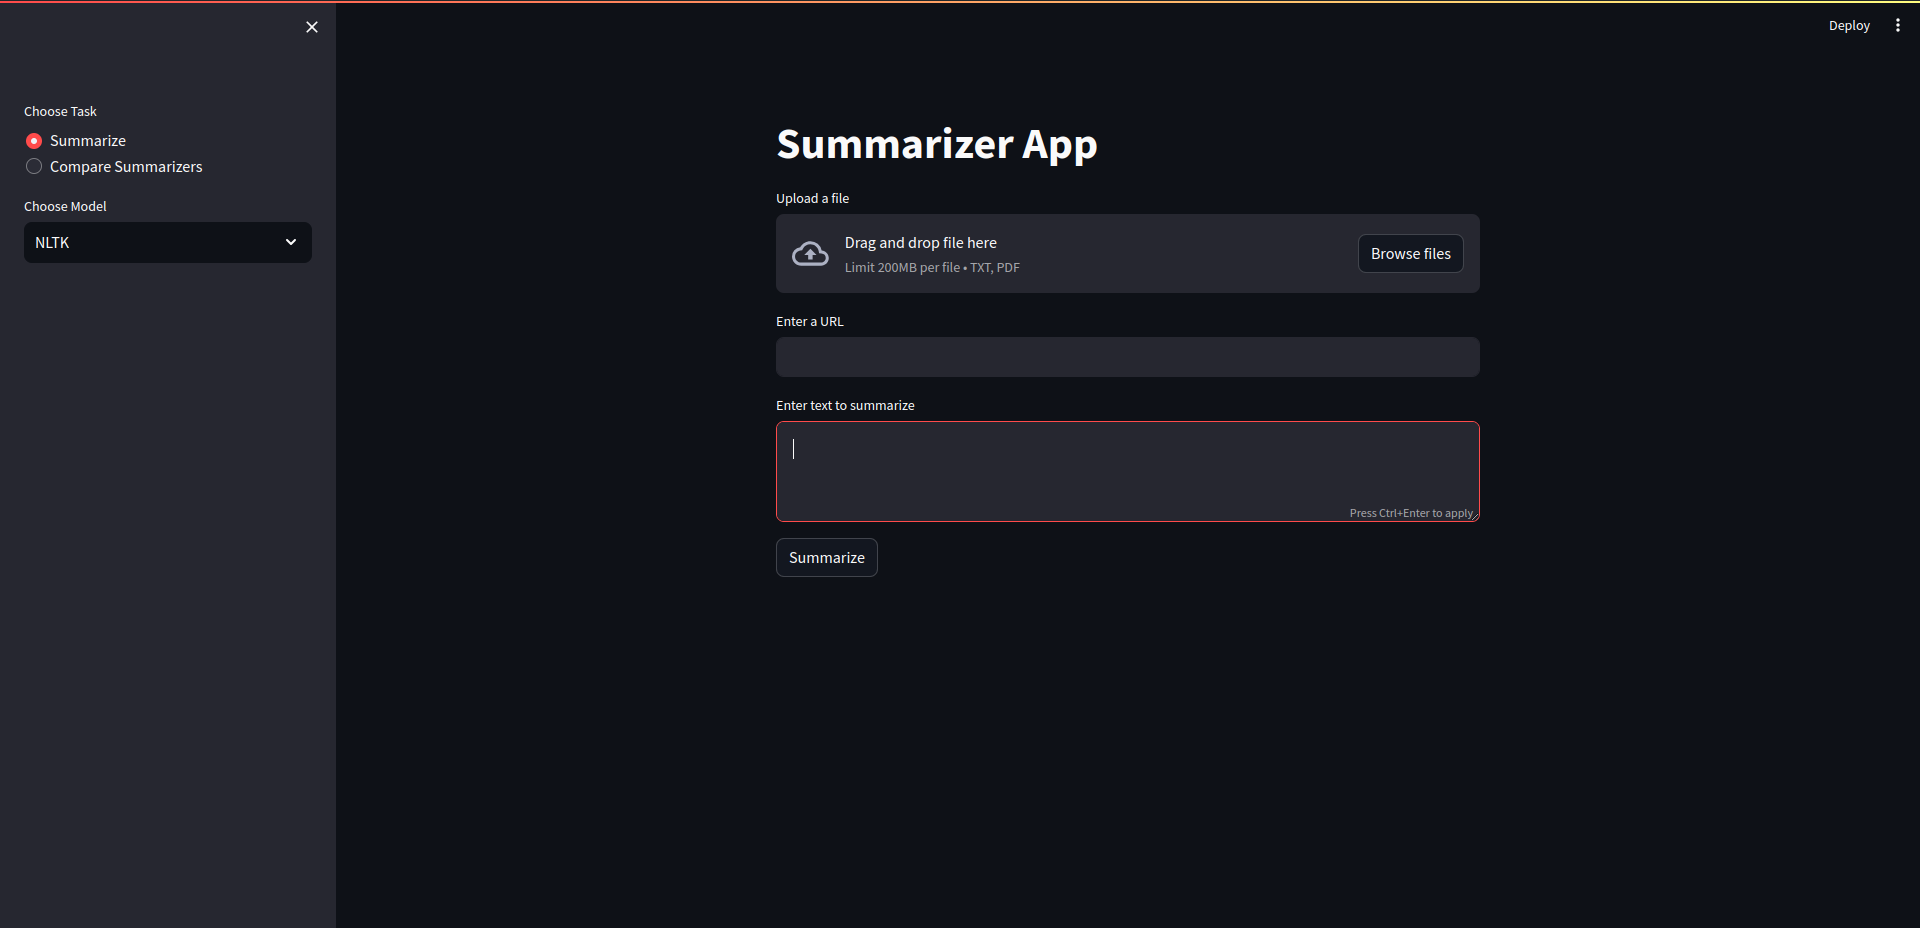 Deploy
Choose Task
Summarize
Compare Summarizers
Choose Model
NLTK
Summarizer App
Upload a file
Drag and drop file here
Limit 200MB per file • TXT, PDF
Browse files
Enter a URL
Enter text to summarize
Press Ctrl+Enter to apply
Summarize